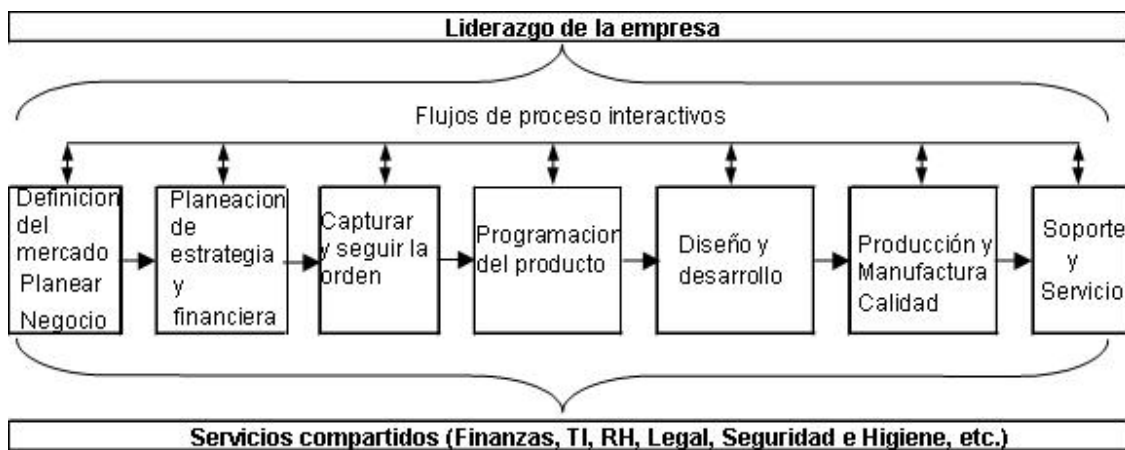 Liderazgo de la empresa
Flujos de proceso interactivos
Definicion
del
mercado
Planear
Negocio
Planeacion
de
estrategia
y
financiera
Capturar
y seguir la
orden
Programacion
del producto
Diseño y
desarrollo
Producción y
Manufactura
Calidad
Soporte
y
Servicio
Servicios compartidos (Finanzas, TI, RH, Legal, Seguridad e Higiene, etc.)